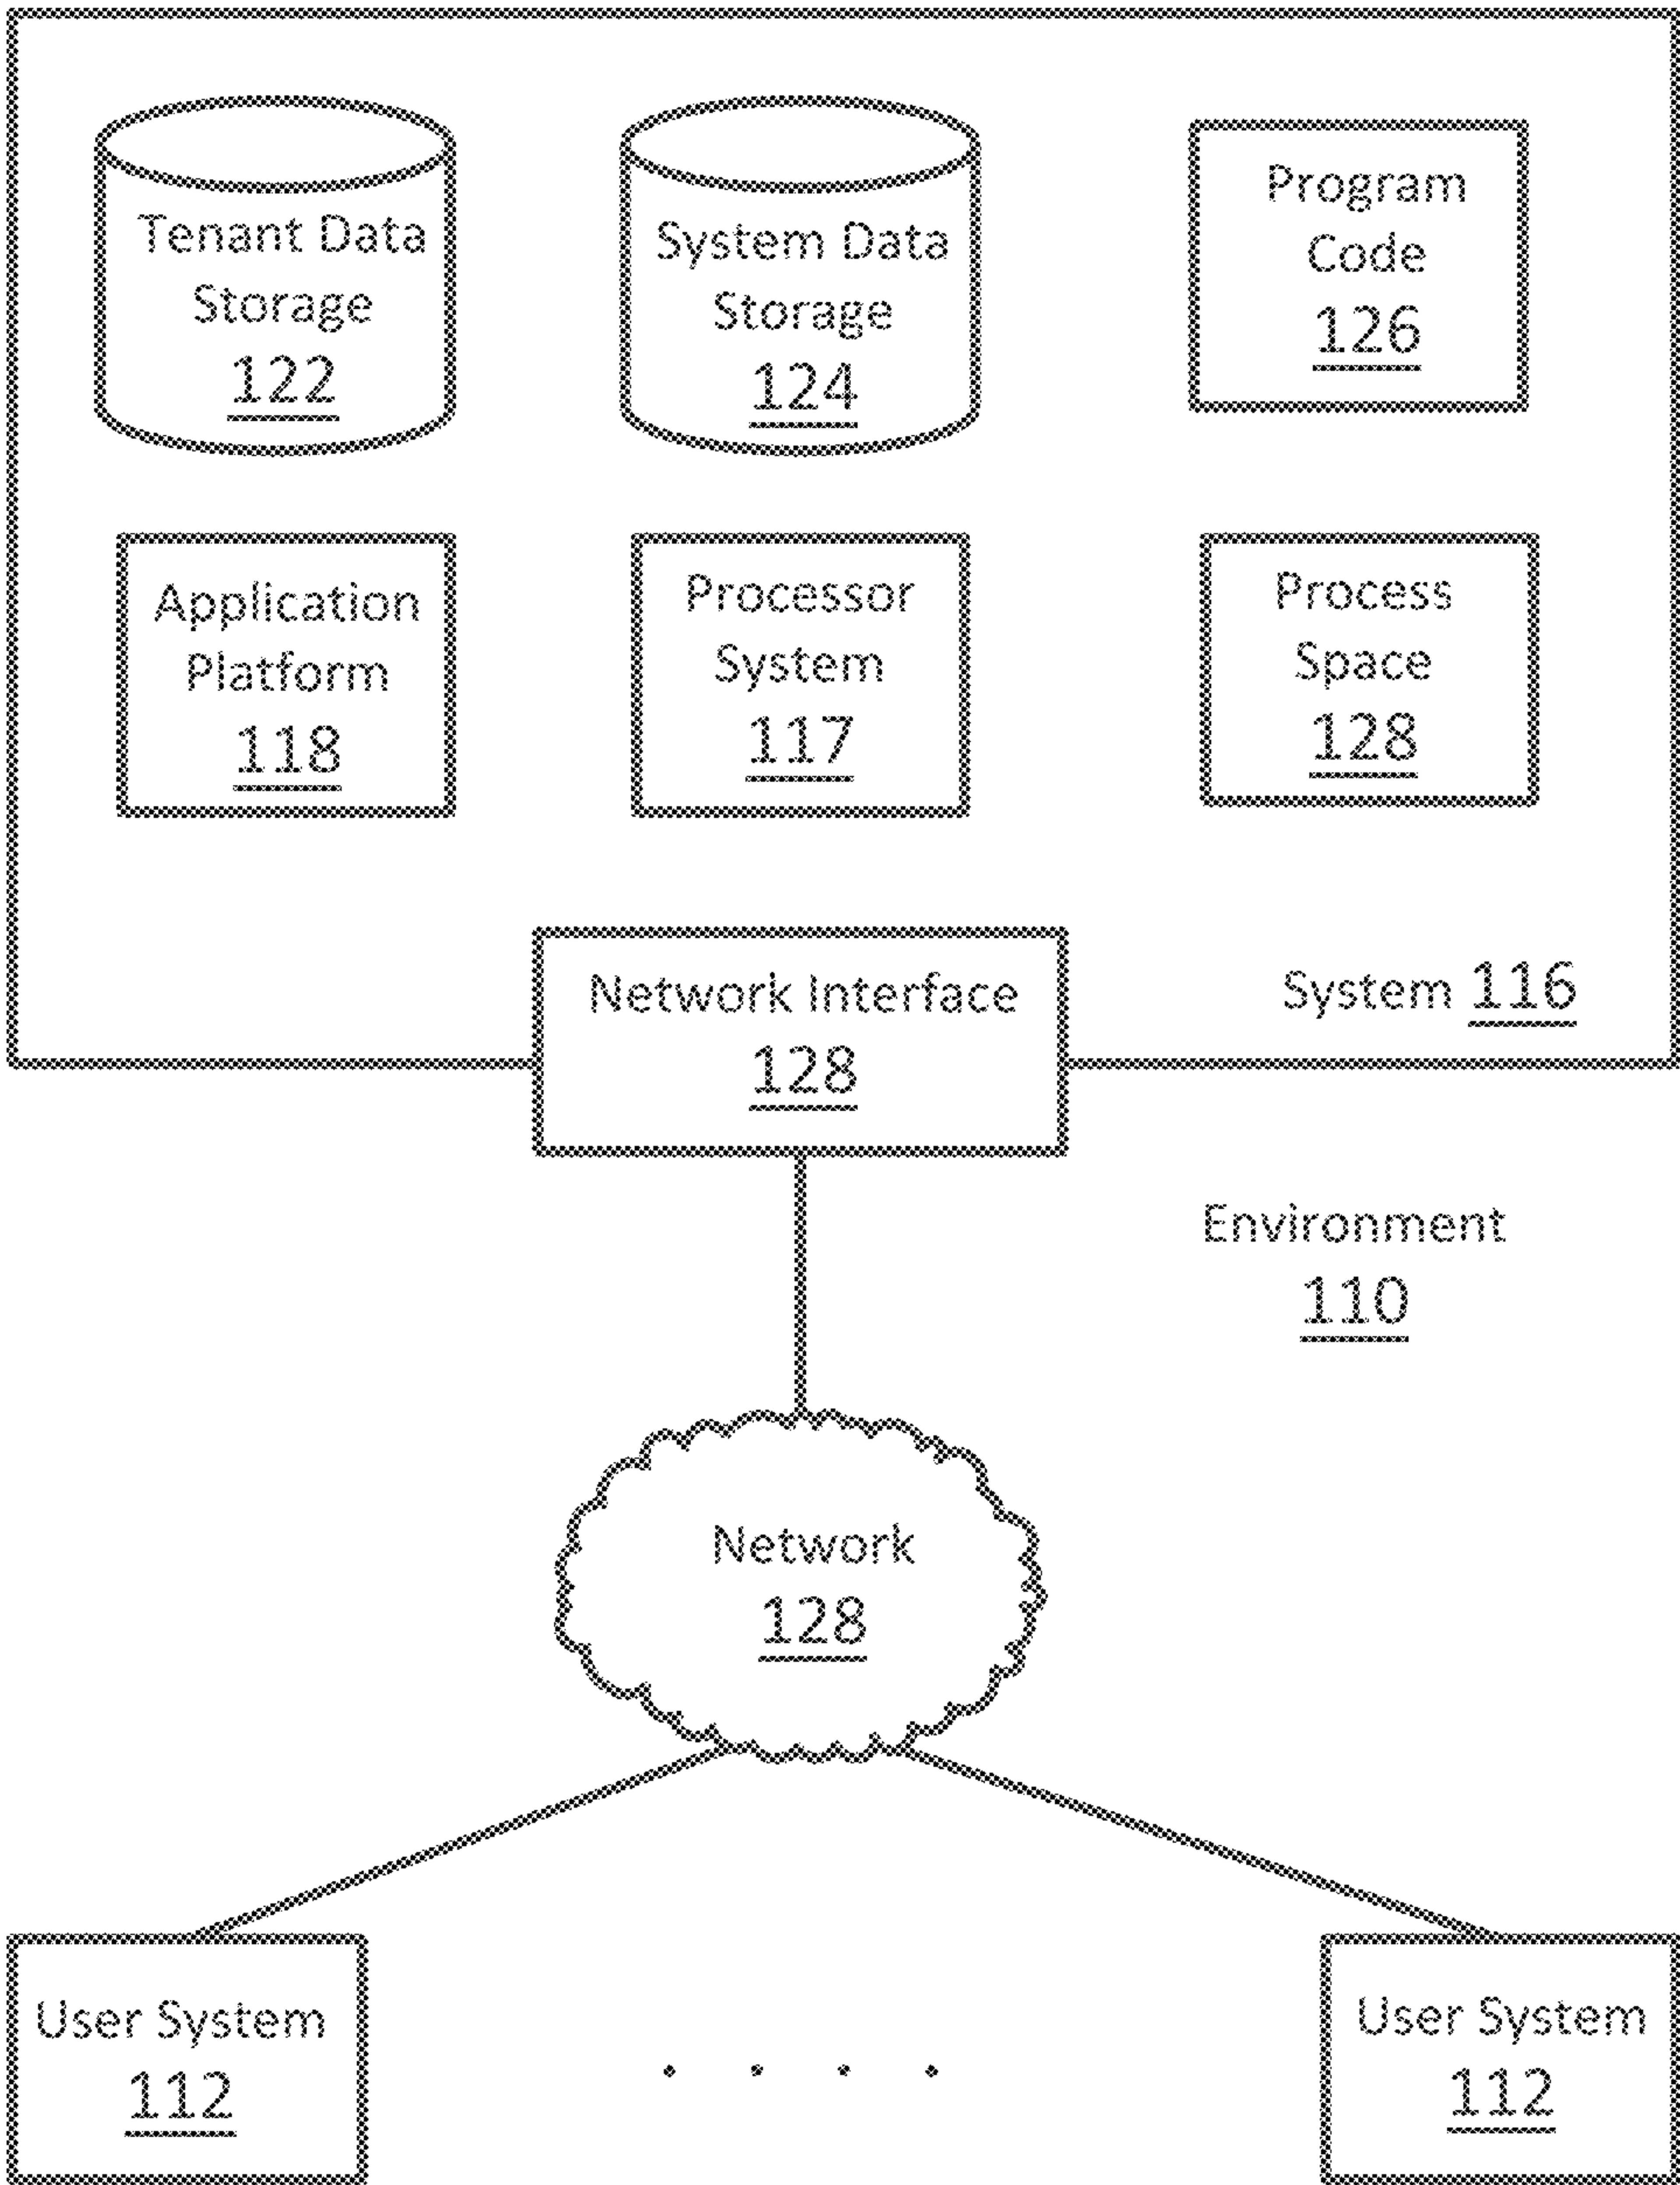 Tenant Data
Storage
122
System Data
Storage
124
Program
Code
126
Application
Platform
118
Processor
System
117
Process
Space
128
Network Interface
128
System 116
Environment
110
Network
128
User System
112
. . . .
User System
112